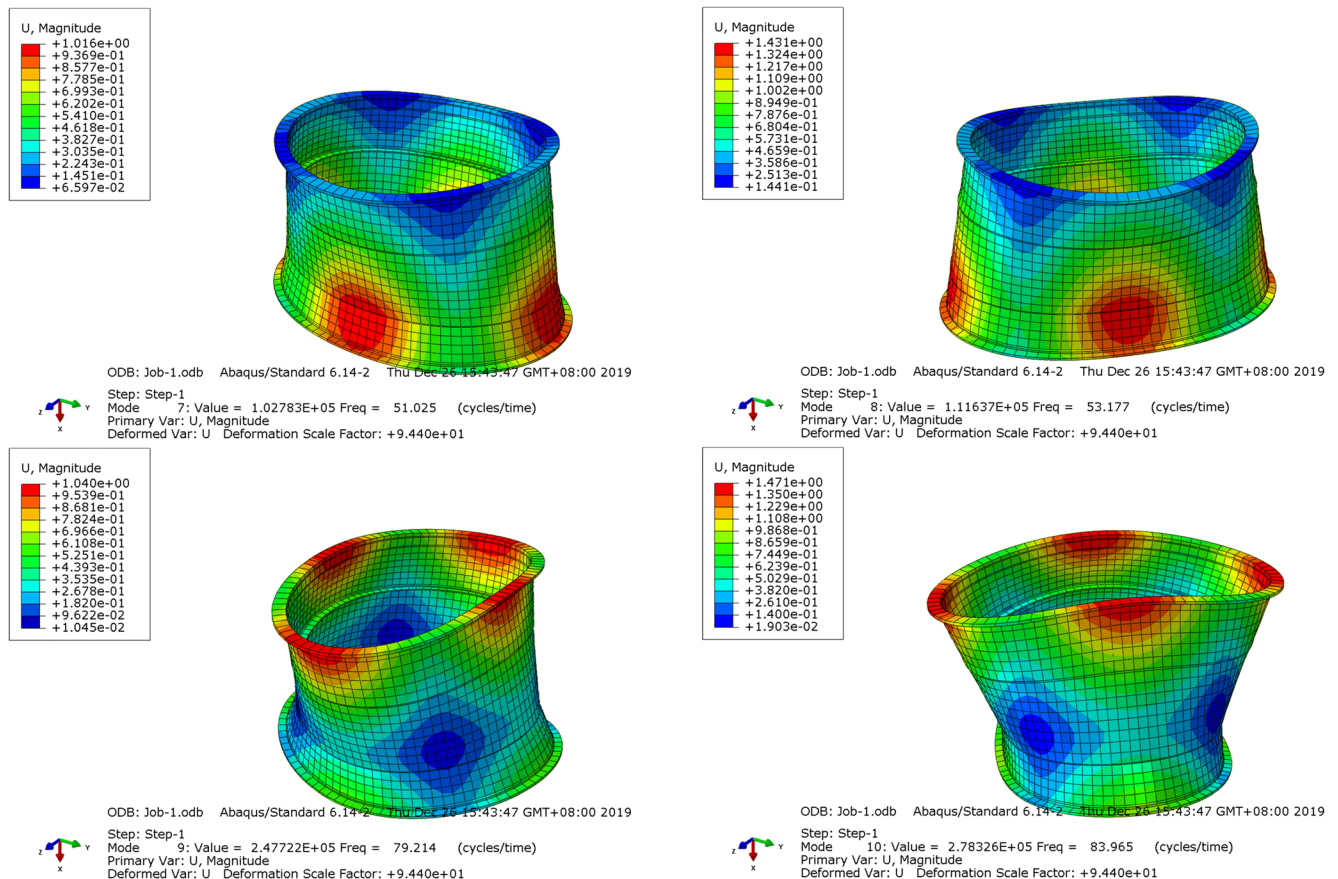 U, Magnitude
+1.016e+00
+9.369e-01
+8.577e-01
+7.785e-01
+6.993e-01
+6.202e-01
+5.410e-01
+4.618e-01
+3.827e-01
+3.035e-01
+2.243e-01
+1.451e-01
+6.597e-02
ODB: Job-1.odb Abaqus/Standard 6.14-2 Thu Dec 26 15:43:47 GMT+08:00 2019
Step: Step-1
Mode 7: Value = 1.02783E+05 Freq = 51.025 (cycles/time)
Primary Var: U, Magnitude
Deformed Var: U Deformation Scale Factor: +9.440e+01
Z
Y
X
U, Magnitude
+1.431e+00
+1.324e+00
+1.217e+00
+1.109e+00
+1.002e+00
+8.949e-01
+7.876e-01
+6.804e-01
+5.731e-01
+4.659e-01
+3.586e-01
+2.513e-01
+1.441e-01
ODB: Job-1.odb Abaqus/Standard 6.14-2 Thu Dec 26 15:43:47 GMT+08:00 2019
Step: Step-1
Mode 8: Value = 1.11637E+05 Freq = 53.177 (cycles/time)
Primary Var: U, Magnitude
Deformed Var: U Deformation Scale Factor: +9.440e+01
Z
Y
X
U, Magnitude
+1.040e+00
+9.539e-01
+8.681e-01
+7.824e-01
+6.966e-01
+6.108e-01
+5.251e-01
+4.393e-01
+3.535e-01
+2.678e-01
+1.820e-01
+9.622e-02
+1.045e-02
ODB: Job-1.odb Abaqus/Standard 6.14-2 Thu Dec 26 15:43:47 GMT+08:00 2019
Step: Step-1
Mode 9: Value = 2.47722E+05 Freq = 79.214 (cycles/time)
Primary Var: U, Magnitude
Deformed Var: U Deformation Scale Factor: +9.440e+01
Z
Y
X
U, Magnitude
+1.471e+00
+1.350e+00
+1.229e+00
+1.108e+00
+9.868e-01
+8.659e-01
+7.449e-01
+6.239e-01
+5.029e-01
+3.820e-01
+2.610e-01
+1.400e-01
+1.903e-02
ODB: Job-1.odb Abaqus/Standard 6.14-2 Thu Dec 26 15:43:47 GMT+08:00 2019
Step: Step-1
Mode 10: Value = 2.78326E+05 Freq = 83.965 (cycles/time)
Primary Var: U, Magnitude
Deformed Var: U Deformation Scale Factor: +9.440e+01
Z
Y
X